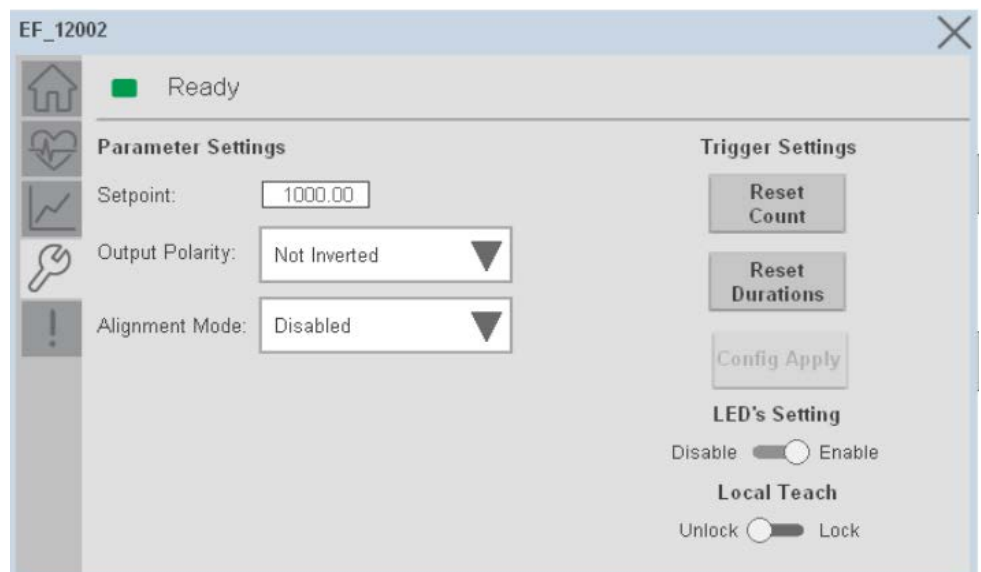 EF_12002
Ready
Parameter Settings
Setpoint: 1000.00
Output Polarity: Not Inverted
Alignment Mode: Disabled
Trigger Settings
Reset
Count
Reset
Durations
Config Apply
LED's Setting
Disable Enable
Local Teach
Unlock Lock